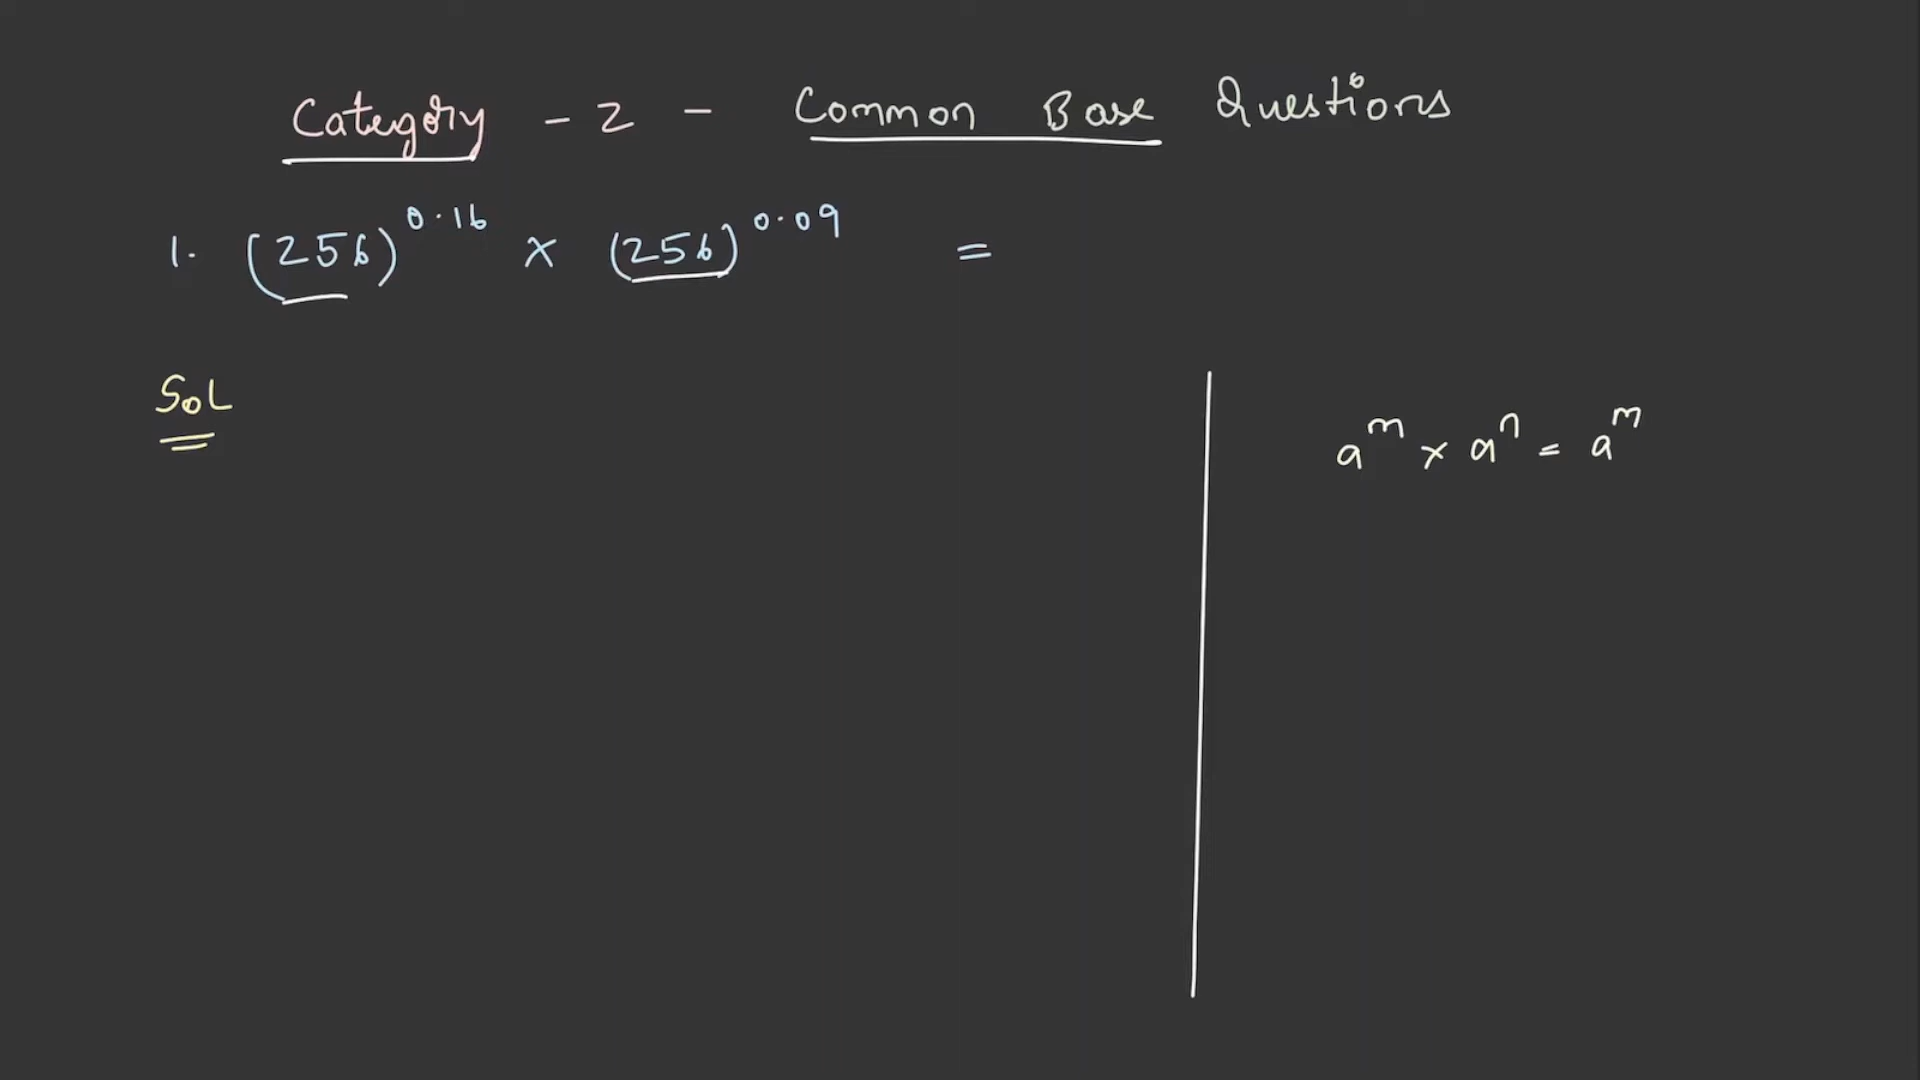 Category - 2 - Common Base Questions
1. (256)^0.16 × (256)^0.09 =
Sol
a^m × a^n = a^m